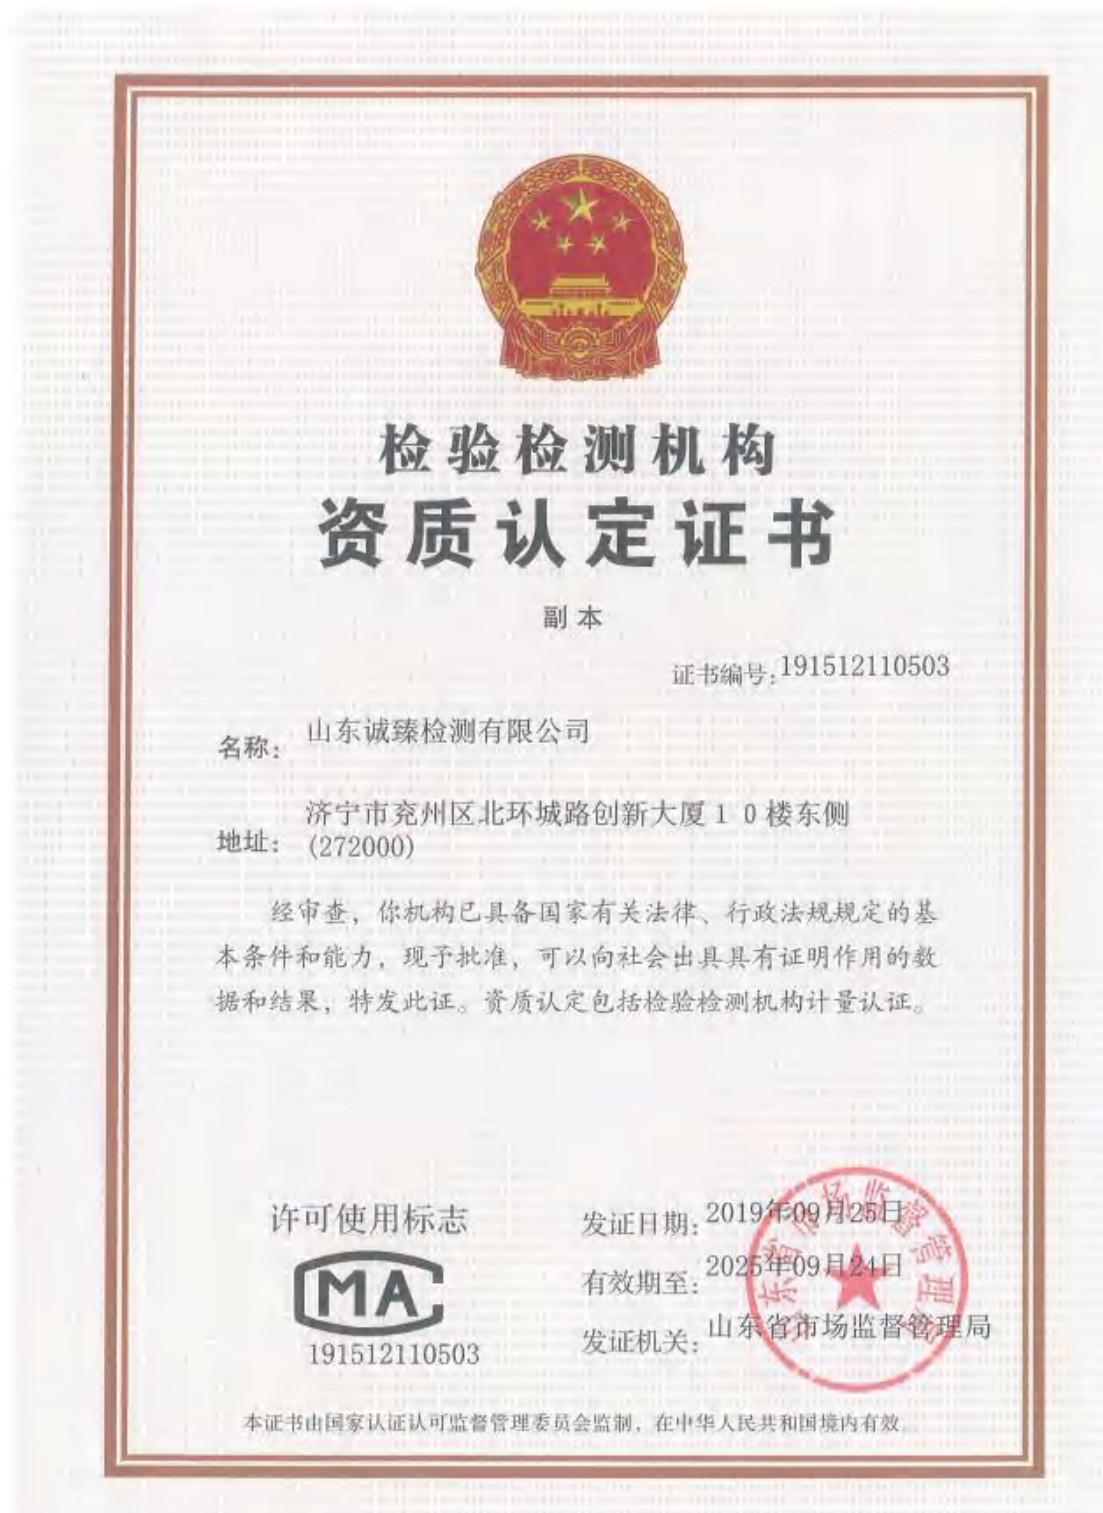 检验检测机构
资质认定证书
副本
证书编号:191512110503
名称: 山东诚臻检测有限公司
济宁市兖州区北环城路创新大厦10楼东侧
地址: (272000)
经审查，你机构已具备国家有关法律、行政法规规定的基
本条件和能力，现予批准，可以向社会出具具有证明作用的数
据和结果，特发此证。资质认定包括检验检测机构计量认证。
许可使用标志
MA
191512110503
发证日期: 2019年09月25日
有效期至: 2025年09月24日
发证机关: 山东省市场监督管理局
山东省市场监督管理局
本证书由国家认证认可监督管理委员会监制，在中华人民共和国境内有效。